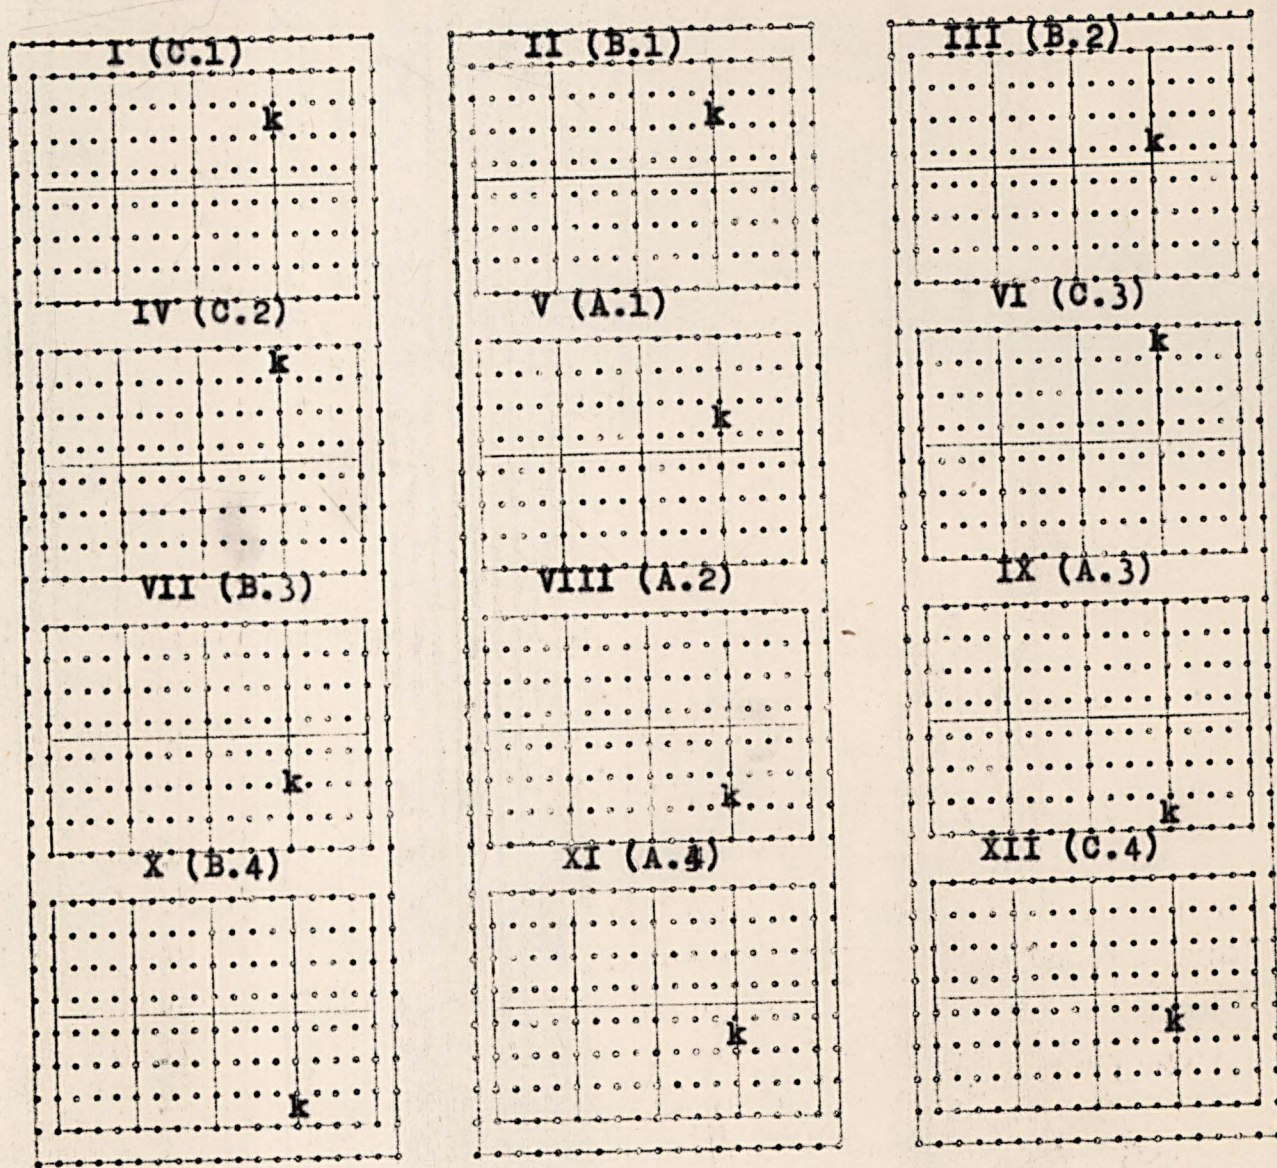 I (C.1) II (B.1) III (B.2)
k k k
IV (C.2) V (A.1) VI (C.3)
k k k
VII (B.3) VIII (A.2) IX (A.3)
k k k
X (B.4) XI (A.4) XII (C.4)
k k k